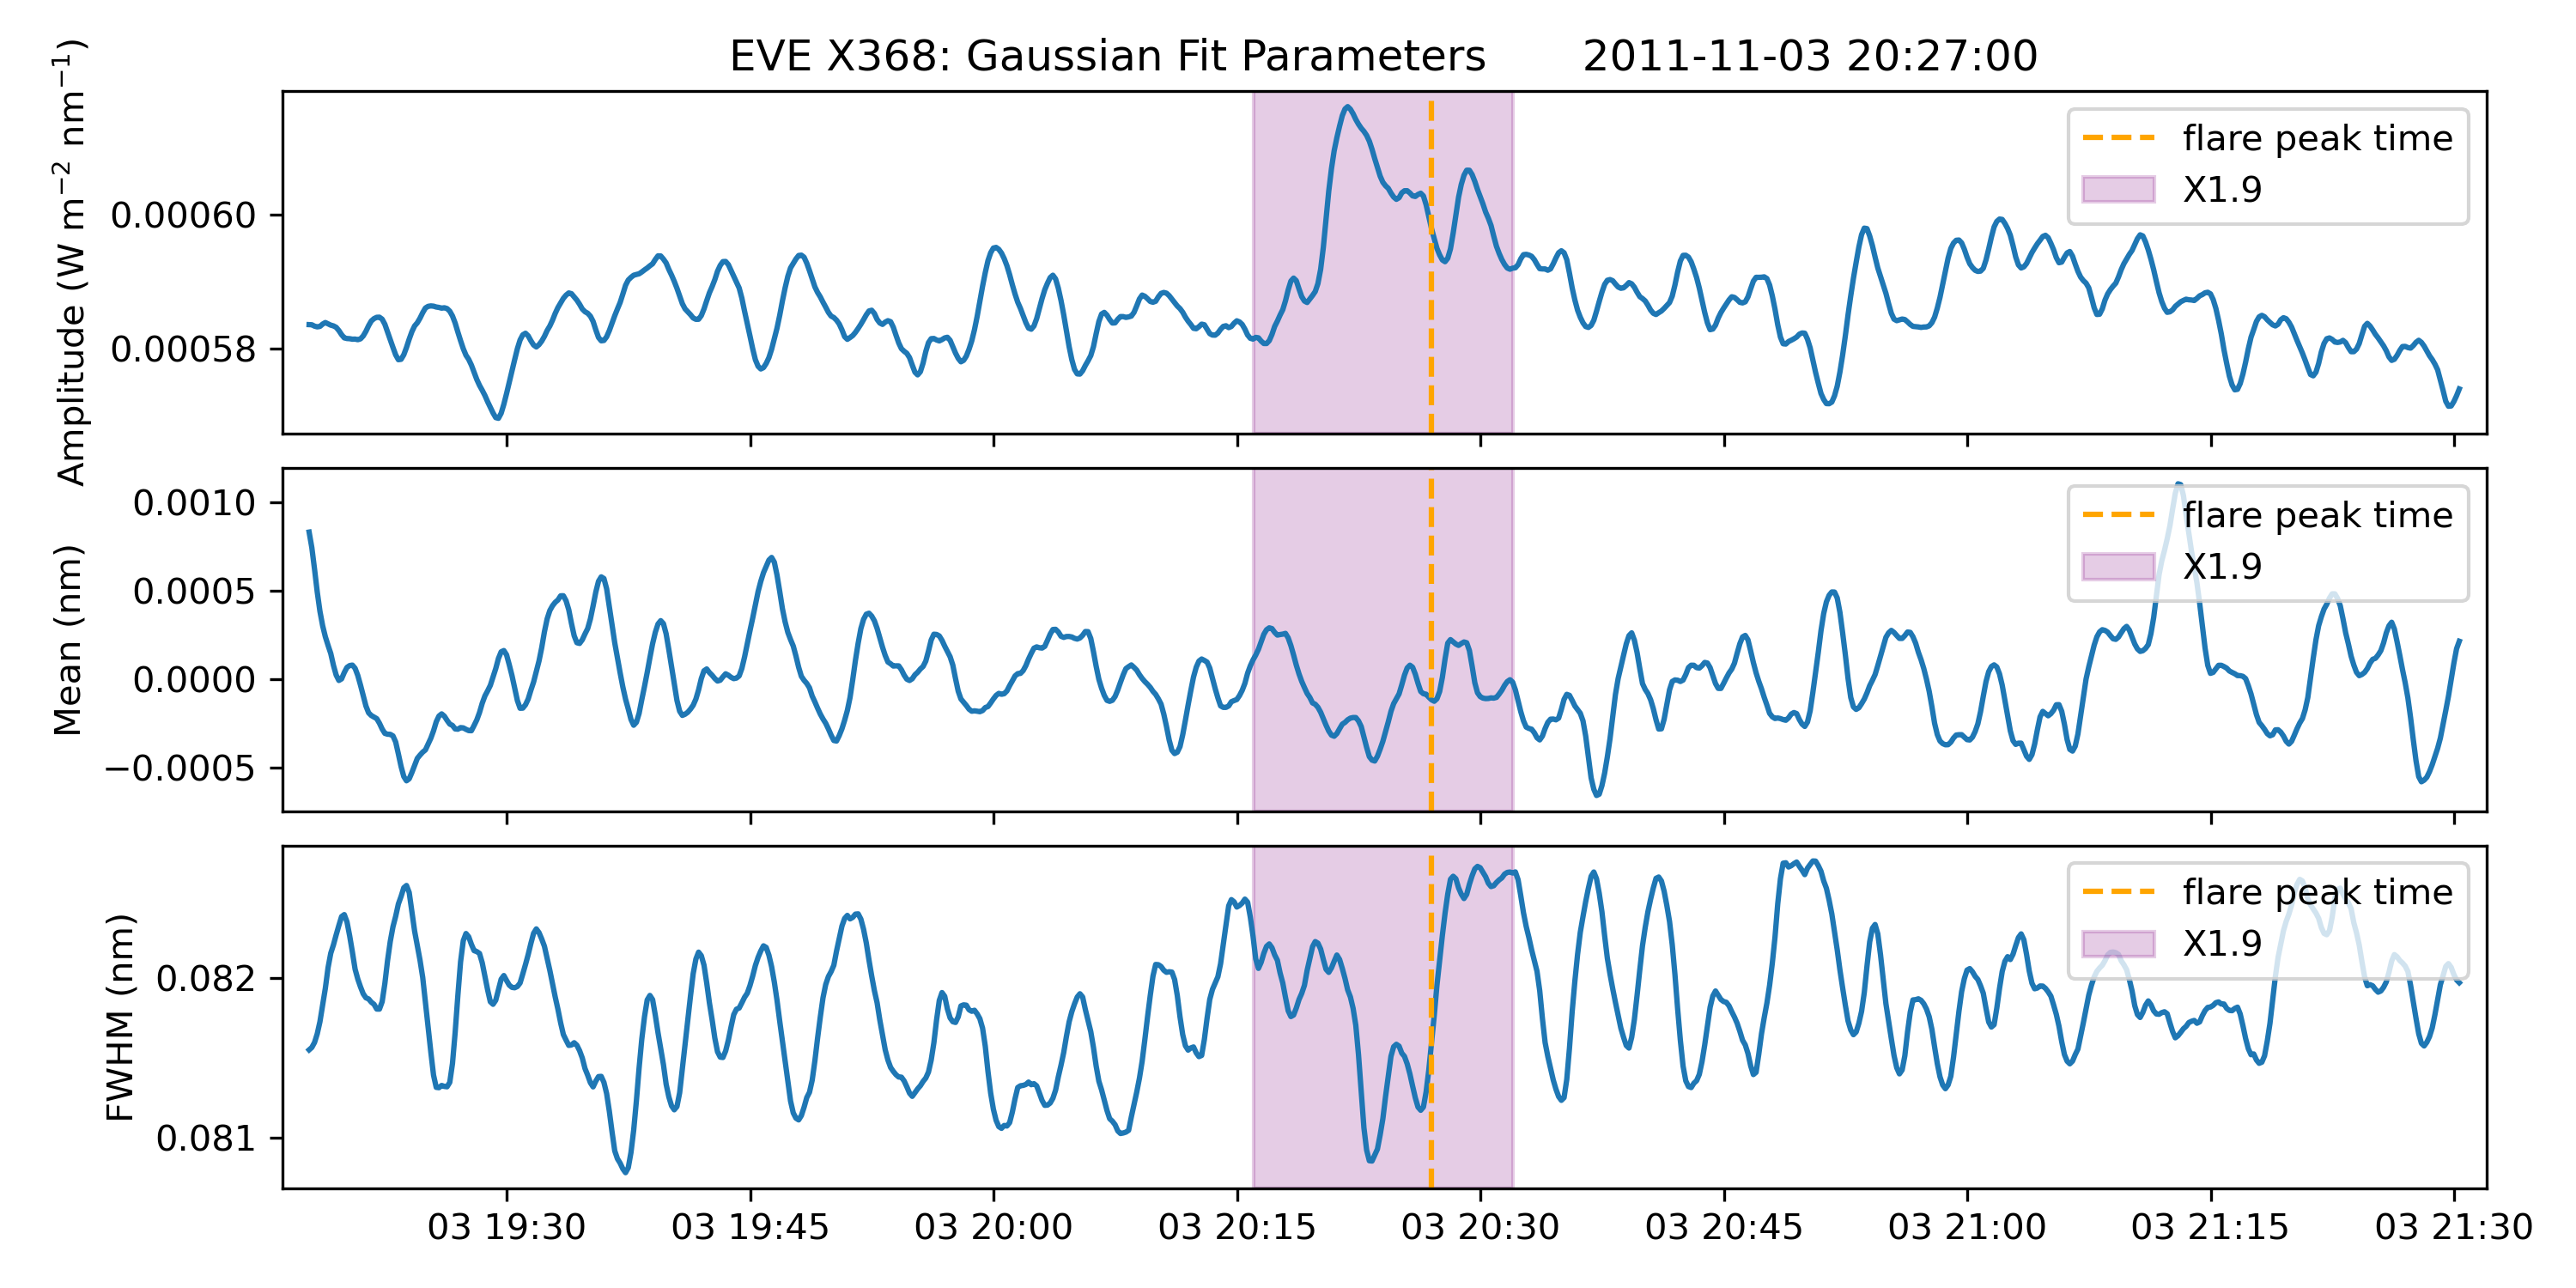 EVE X368: Gaussian Fit Parameters 2011-11-03 20:27:00
Amplitude (W m⁻² nm⁻¹)
0.00060
0.00058
flare peak time
X1.9
Mean (nm)
0.0010
0.0005
0.0000
−0.0005
flare peak time
X1.9
FWHM (nm)
0.082
0.081
flare peak time
X1.9
03 19:30 03 19:45 03 20:00 03 20:15 03 20:30 03 20:45 03 21:00 03 21:15 03 21:30